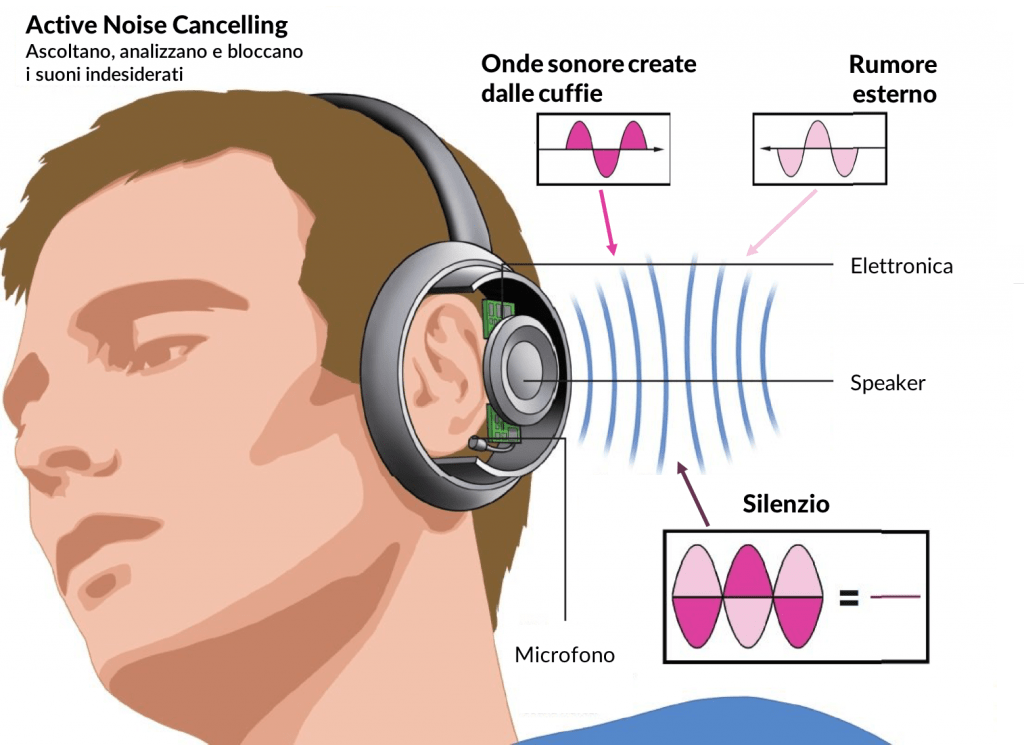 Active Noise Cancelling
Ascoltano, analizzano e bloccano
i suoni indesiderati
Onde sonore create
dalle cuffie
Rumore
esterno
Elettronica
Speaker
Silenzio
=
Microfono